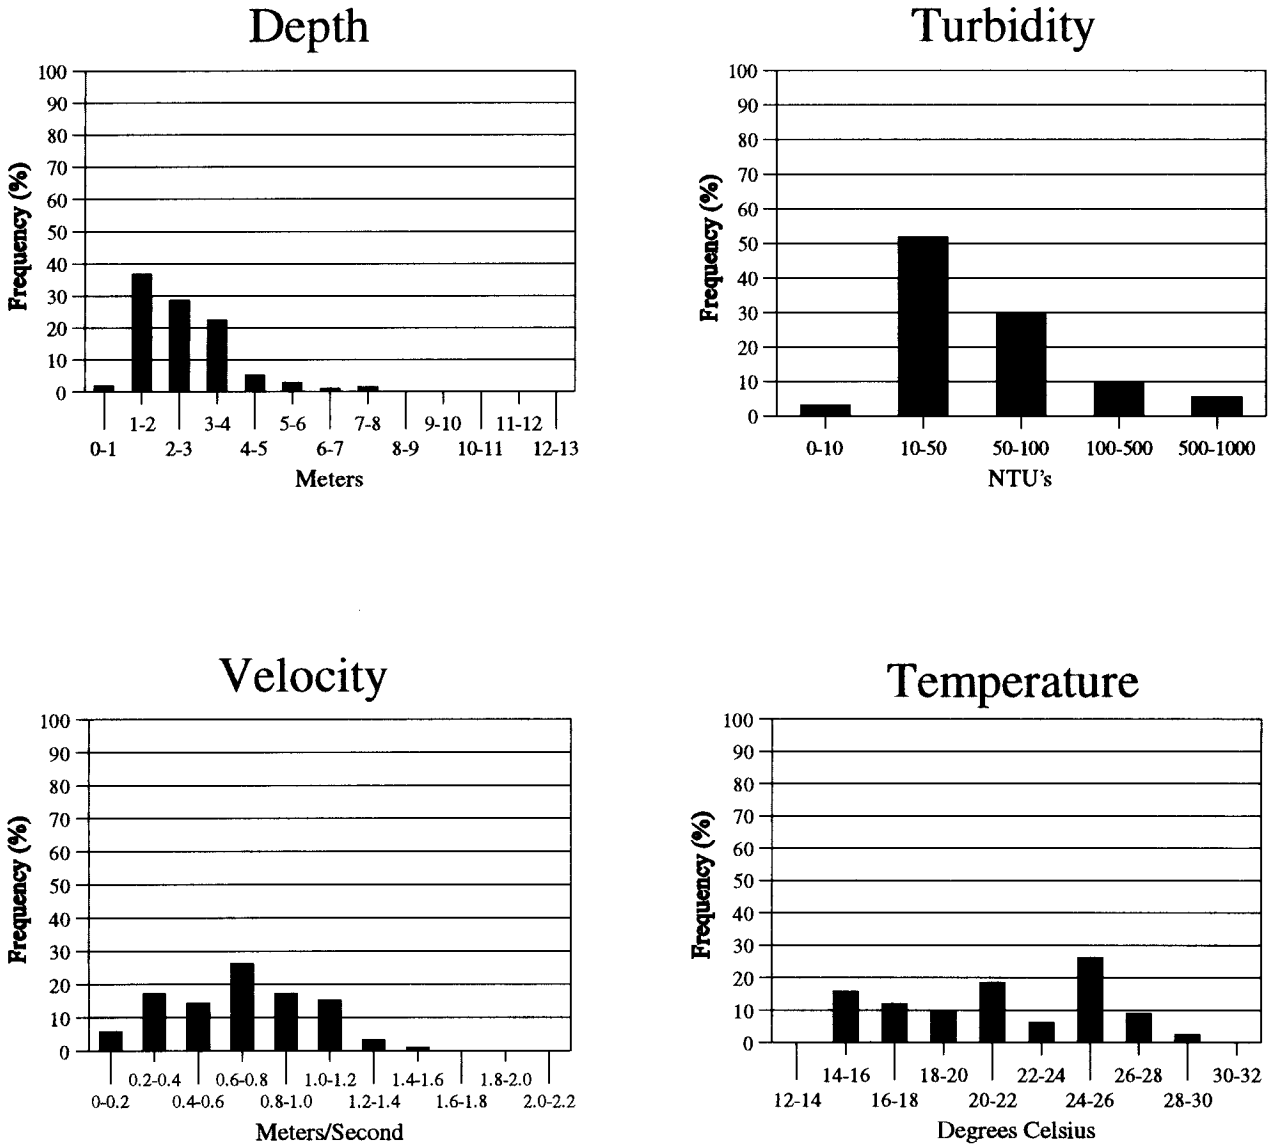 Depth
Frequency (%)
100
90
80
70
60
50
40
30
20
10
0
1-2 3-4 5-6 7-8 9-10 11-12
0-1 2-3 4-5 6-7 8-9 10-11 12-13
Meters
Turbidity
Frequency (%)
100
90
80
70
60
50
40
30
20
10
0
0-10 10-50 50-100 100-500 500-1000
NTU's
Velocity
Frequency (%)
100
90
80
70
60
50
40
30
20
10
0
0.2-0.4 0.6-0.8 1.0-1.2 1.4-1.6 1.8-2.0
0-0.2 0.4-0.6 0.8-1.0 1.2-1.4 1.6-1.8 2.0-2.2
Meters/Second
Temperature
Frequency (%)
100
90
80
70
60
50
40
30
20
10
0
14-16 18-20 22-24 26-28 30-32
12-14 16-18 20-22 24-26 28-30
Degrees Celsius